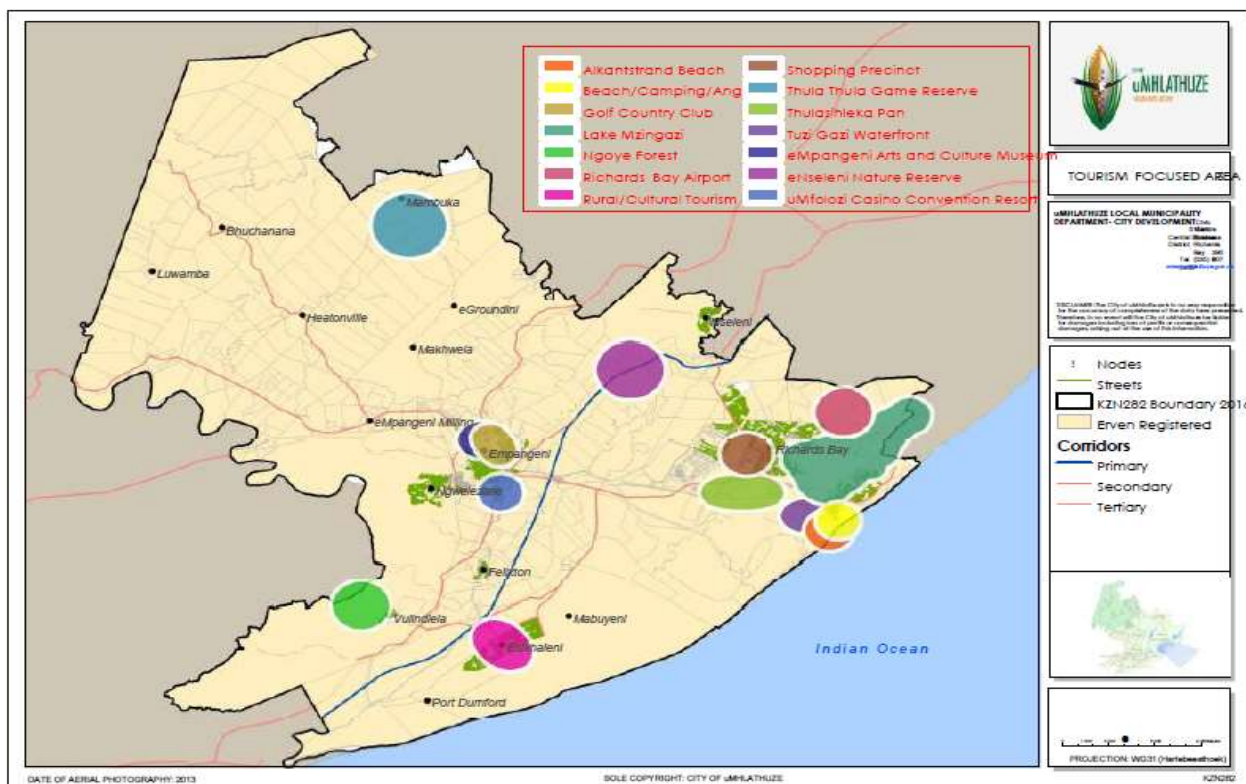 Alkantstrand Beach
Beach/Camping/Ang
Golf Country Club
Lake Mzingazi
Ngoye Forest
Richards Bay Airport
Rural/Cultural Tourism
Shopping Precinct
Thula Thula Game Reserve
Thulasihleka Pan
Tuzi Gazi Waterfront
eMpangeni Arts and Culture Museum
eNseleni Nature Reserve
uMfolozi Casino Convention Resort
Mambuka
Bhuchanana
Luwamba
eGroundini
Heatonville
Nseleni
Makhwela
eMpangeni Milling
Empangeni
Richards Bay
Ngwelezane
Felixton
Vulindlela
Mabuyeni
Esikhaleni
Port Durnford
Indian Ocean
uMHLATHUZE
TOURISM FOCUSED AREA
uMHLATHUZE LOCAL MUNICIPALITY
DEPARTMENT- CITY DEVELOPMENT
Nodes
Streets
KZN282 Boundary 2016
Erven Registered
Corridors
Primary
Secondary
Tertiary
PROJECTION: WG31 (Hartebeesthoek)
DATE OF AERIAL PHOTOGRAPHY: 2013
SOLE COPYRIGHT: CITY OF uMHLATHUZE
KZN282